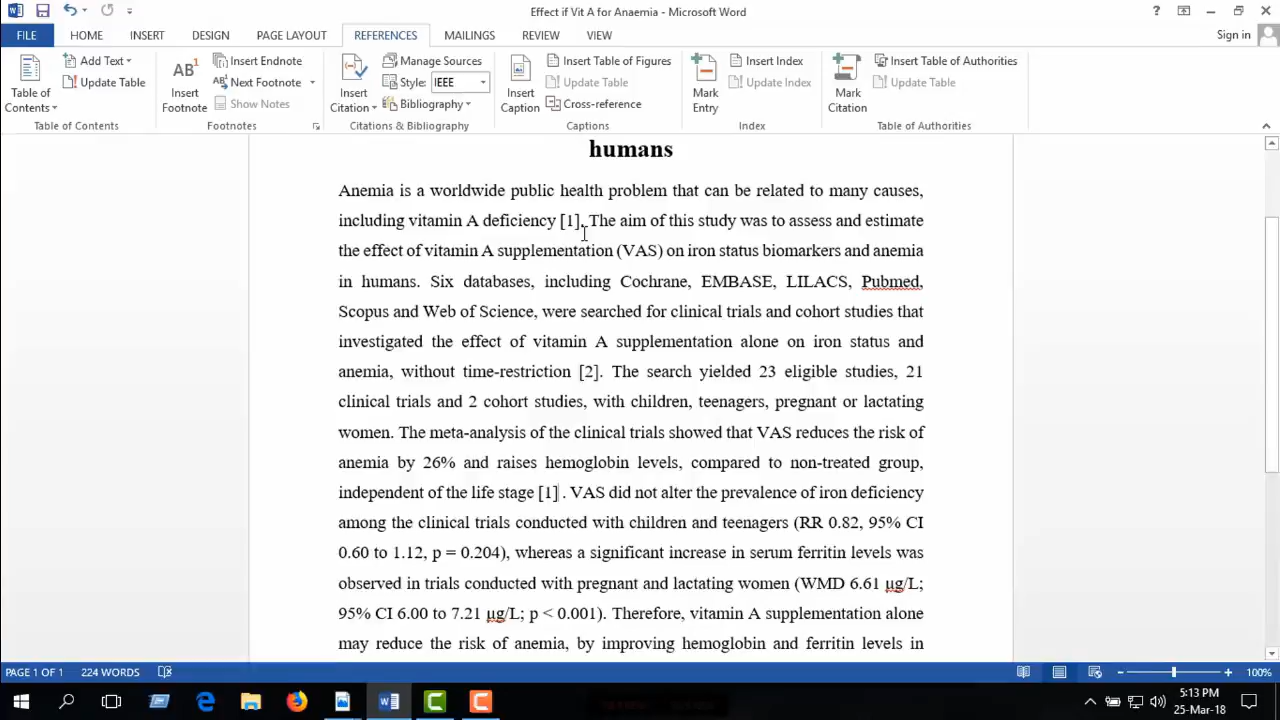 Effect if Vit A for Anaemia - Microsoft Word
?
FILE HOME INSERT DESIGN PAGE LAYOUT REFERENCES MAILINGS REVIEW VIEW Sign in
Table of Contents
Add Text
Update Table
Table of Contents
AB1
Insert Footnote
Insert Endnote
Next Footnote
Show Notes
Footnotes
Insert Citation
Manage Sources
Style: IEEE
Bibliography
Citations & Bibliography
Insert Caption
Insert Table of Figures
Update Table
Cross-reference
Captions
Mark Entry
Insert Index
Update Index
Index
Mark Citation
Insert Table of Authorities
Update Table
Table of Authorities
humans
Anemia is a worldwide public health problem that can be related to many causes,
including vitamin A deficiency [1]. The aim of this study was to assess and estimate
the effect of vitamin A supplementation (VAS) on iron status biomarkers and anemia
in humans. Six databases, including Cochrane, EMBASE, LILACS, Pubmed,
Scopus and Web of Science, were searched for clinical trials and cohort studies that
investigated the effect of vitamin A supplementation alone on iron status and
anemia, without time-restriction [2]. The search yielded 23 eligible studies, 21
clinical trials and 2 cohort studies, with children, teenagers, pregnant or lactating
women. The meta-analysis of the clinical trials showed that VAS reduces the risk of
anemia by 26% and raises hemoglobin levels, compared to non-treated group,
independent of the life stage [1] . VAS did not alter the prevalence of iron deficiency
among the clinical trials conducted with children and teenagers (RR 0.82, 95% CI
0.60 to 1.12, p = 0.204), whereas a significant increase in serum ferritin levels was
observed in trials conducted with pregnant and lactating women (WMD 6.61 μg/L;
95% CI 6.00 to 7.21 μg/L; p < 0.001). Therefore, vitamin A supplementation alone
may reduce the risk of anemia, by improving hemoglobin and ferritin levels in
PAGE 1 OF 1 224 WORDS 100%
5:13 PM
25-Mar-18